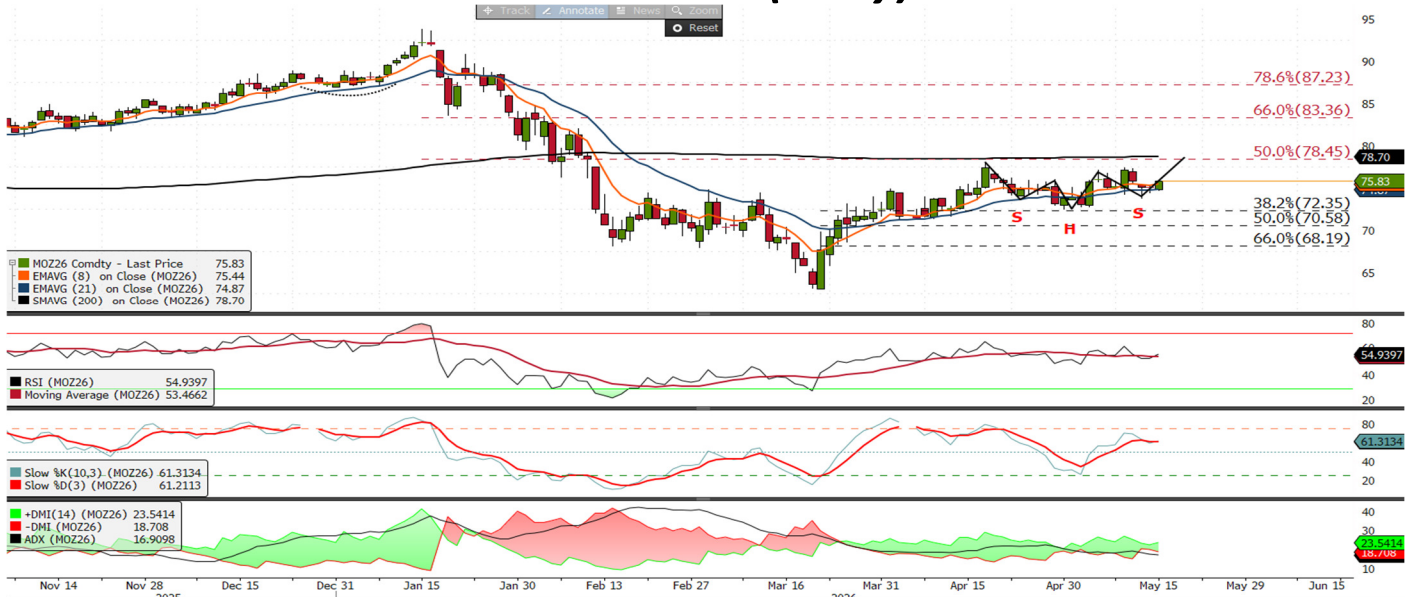 Track Annotate News Zoom
Reset
95
90
85
80
78.70
75.83
70
65
78.6%(87.23)
66.0%(83.36)
50.0%(78.45)
38.2%(72.35)
50.0%(70.58)
66.0%(68.19)
S
H
S
MOZ26 Comdty - Last Price 75.83
EMAVG (8) on Close (MOZ26) 75.44
EMAVG (21) on Close (MOZ26) 74.87
SMAVG (200) on Close (MOZ26) 78.70
80
54.9397
40
20
RSI (MOZ26) 54.9397
Moving Average (MOZ26) 53.4662
80
61.3134
40
20
Slow %K(10,3) (MOZ26) 61.3134
Slow %D(3) (MOZ26) 61.2113
+DMI(14) (MOZ26) 23.5414
-DMI (MOZ26) 18.708
ADX (MOZ26) 16.9098
40
30
23.5414
18.708
10
Nov 14 Nov 28 Dec 15 Dec 31 Jan 15 Jan 30 Feb 13 Feb 27 Mar 16 Mar 31 Apr 15 Apr 30 May 15 May 29 Jun 15